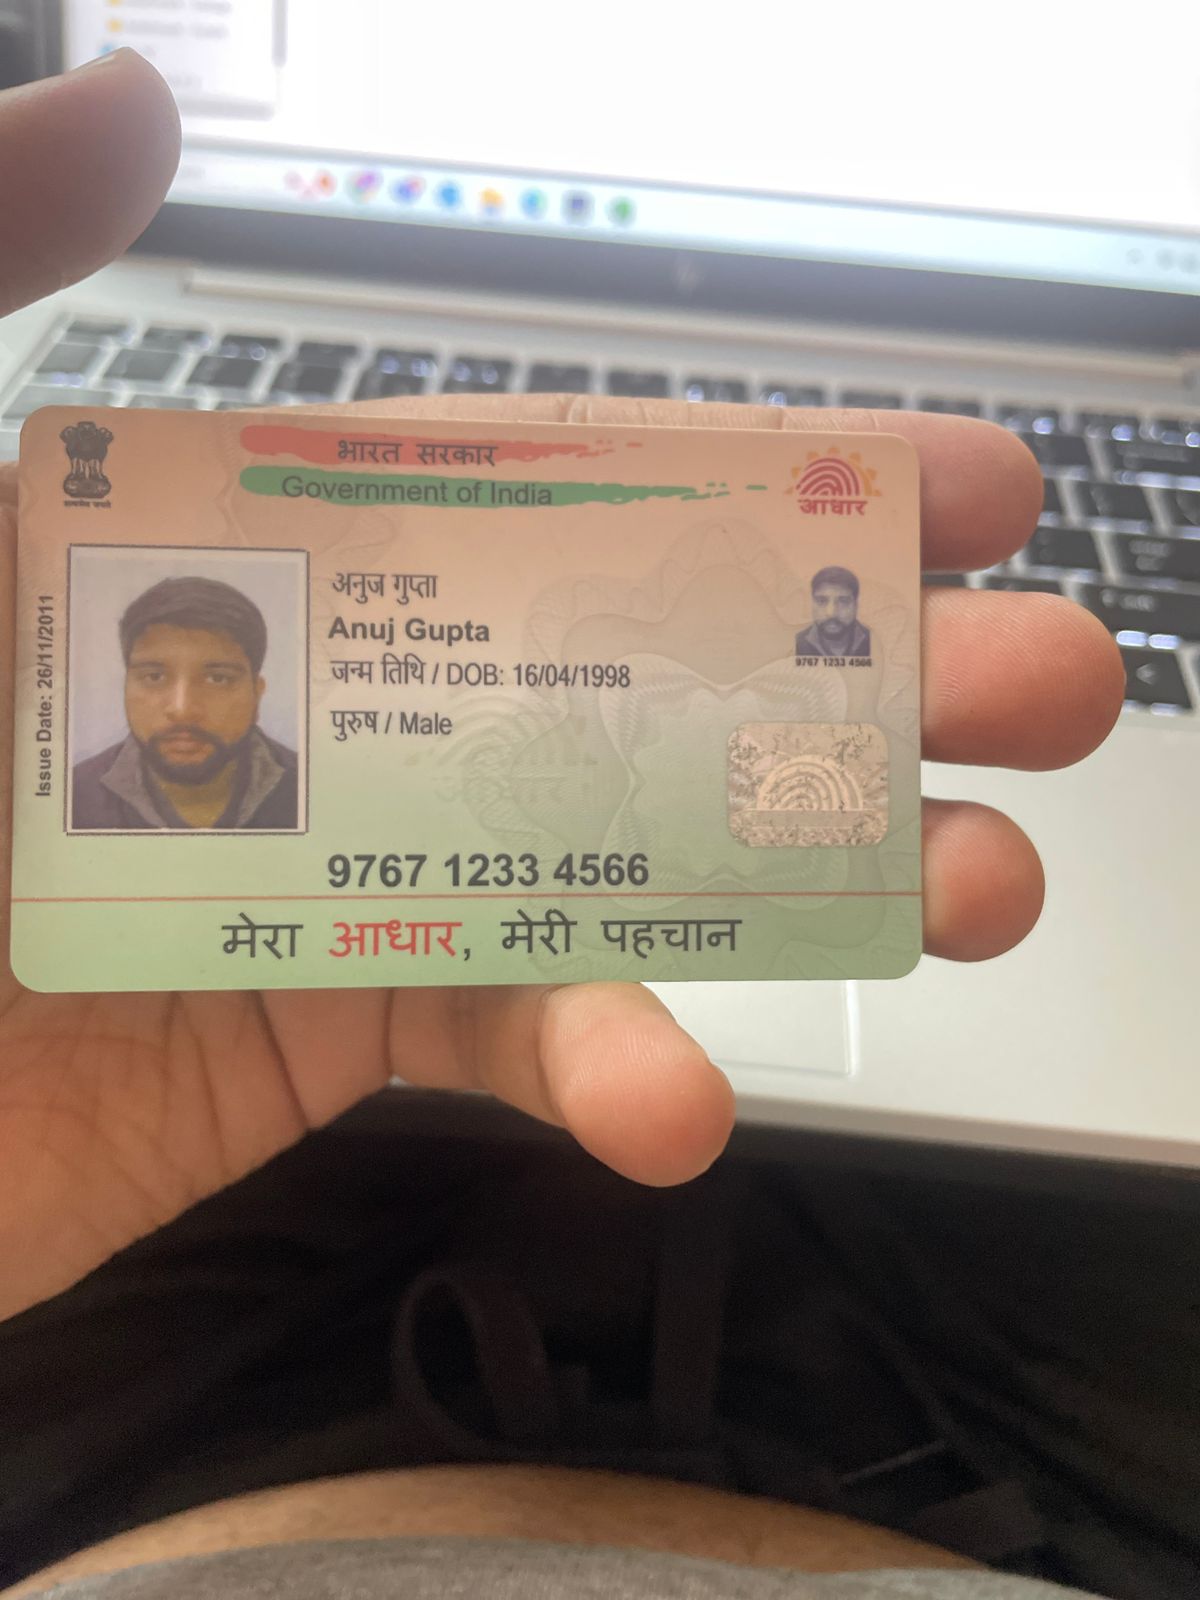 भारत सरकार
Government of India
आधार
Issue Date: 26/11/2011
अनुज गुप्ता
Anuj Gupta
जन्म तिथि / DOB: 16/04/1998
पुरुष / Male
9767 1233 4566
9767 1233 4566
मेरा आधार, मेरी पहचान